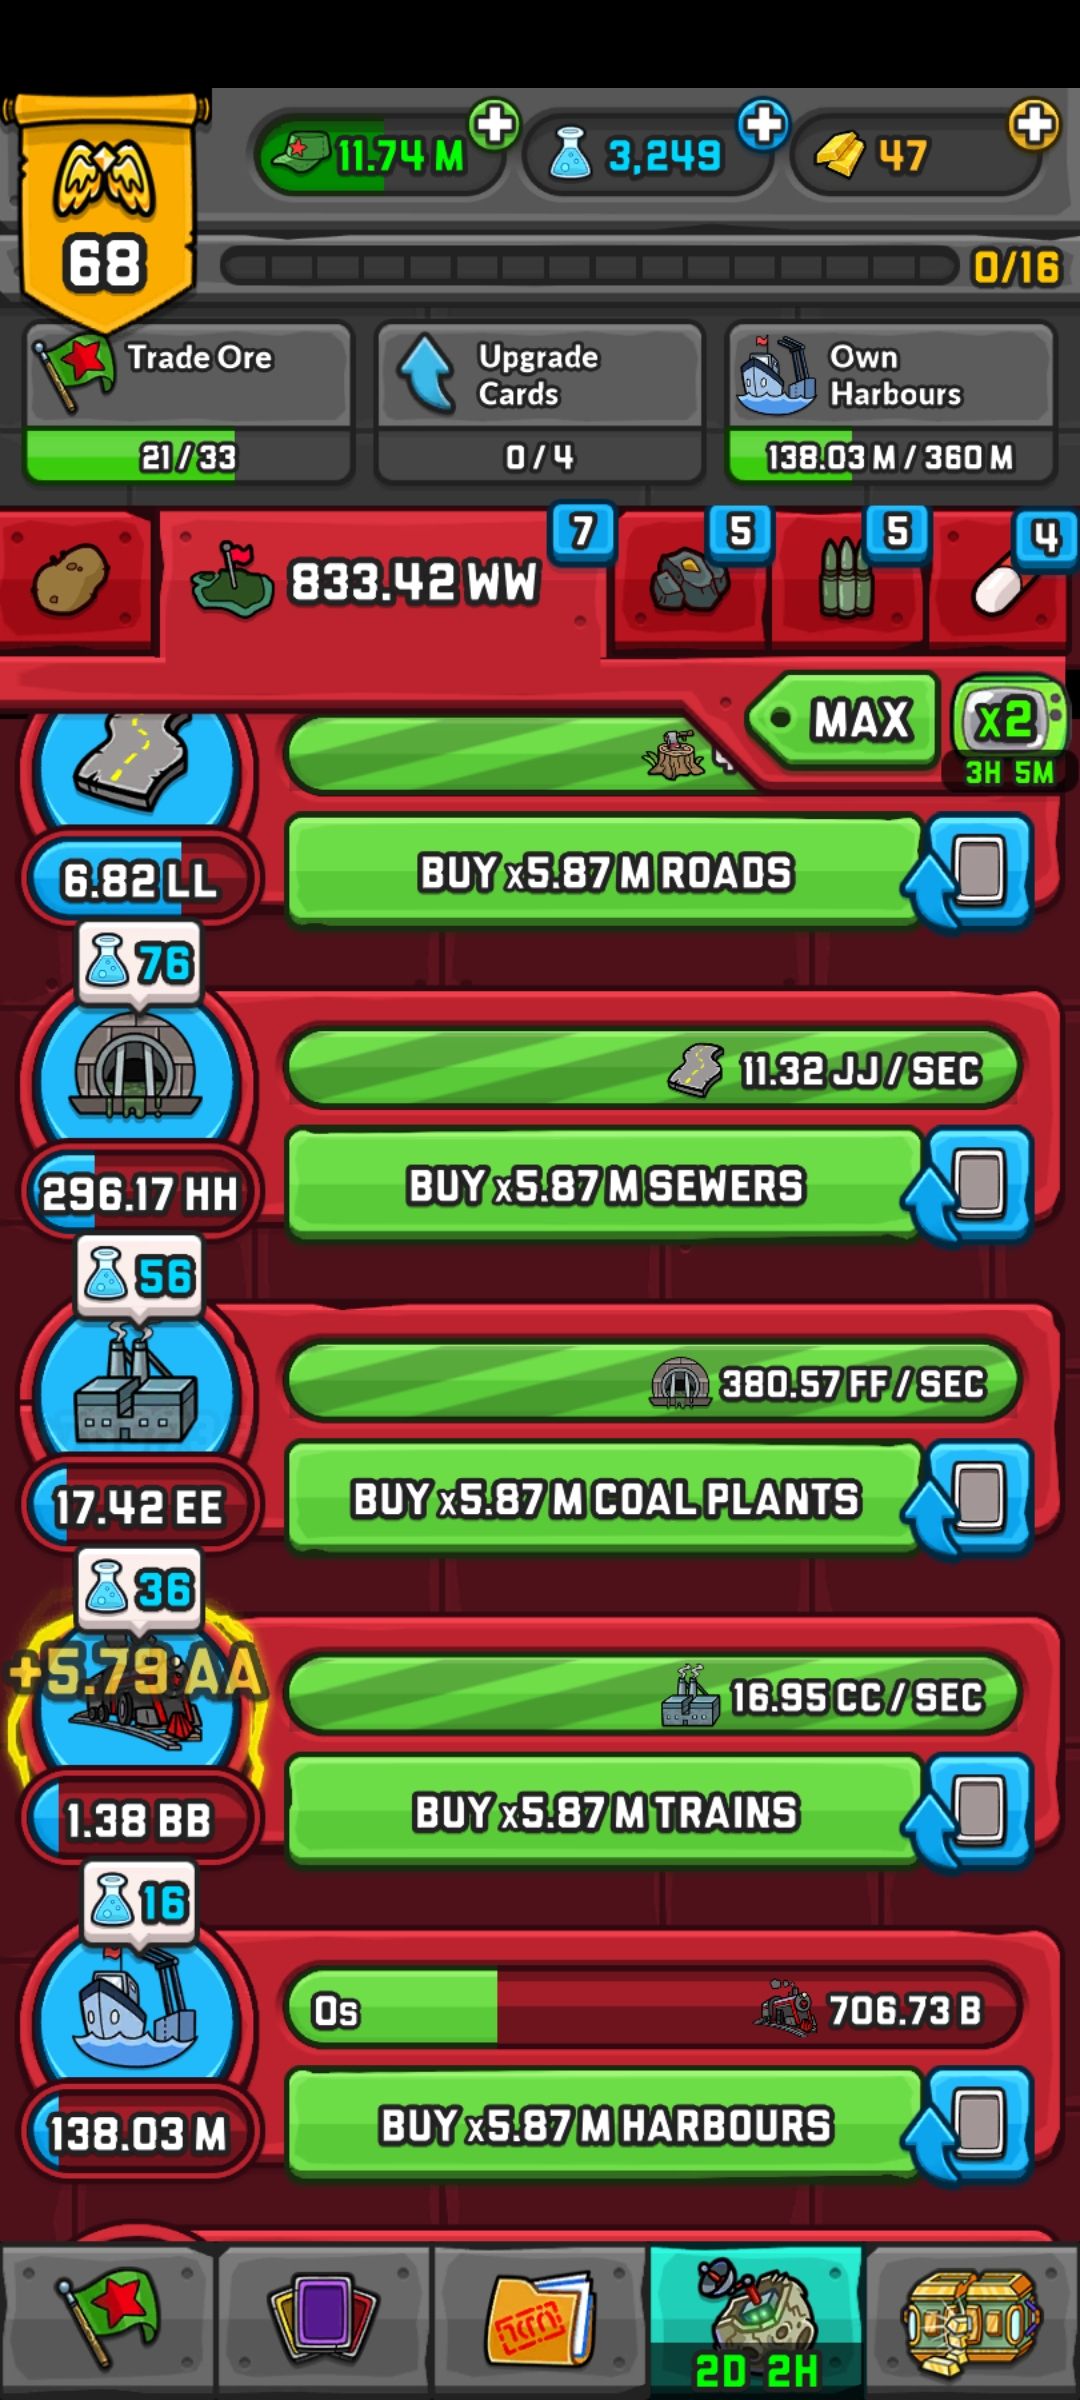 11.74 M
3,249
47
68
0/16
Trade Ore
Upgrade
Cards
Own
Harbours
21 / 33
0 / 4
138.03 M / 360 M
7
5
5
4
833.42 WW
MAX
x2
3H 5M
BUY x5.87 M ROADS
6.82 LL
76
11.32 JJ / SEC
BUY x5.87 M SEWERS
296.17 HH
56
380.57 FF / SEC
BUY x5.87 M COAL PLANTS
17.42 EE
36
+5.79 AA
16.95 CC / SEC
BUY x5.87 M TRAINS
1.38 BB
16
0s
706.73 B
BUY x5.87 M HARBOURS
138.03 M
2D 2H